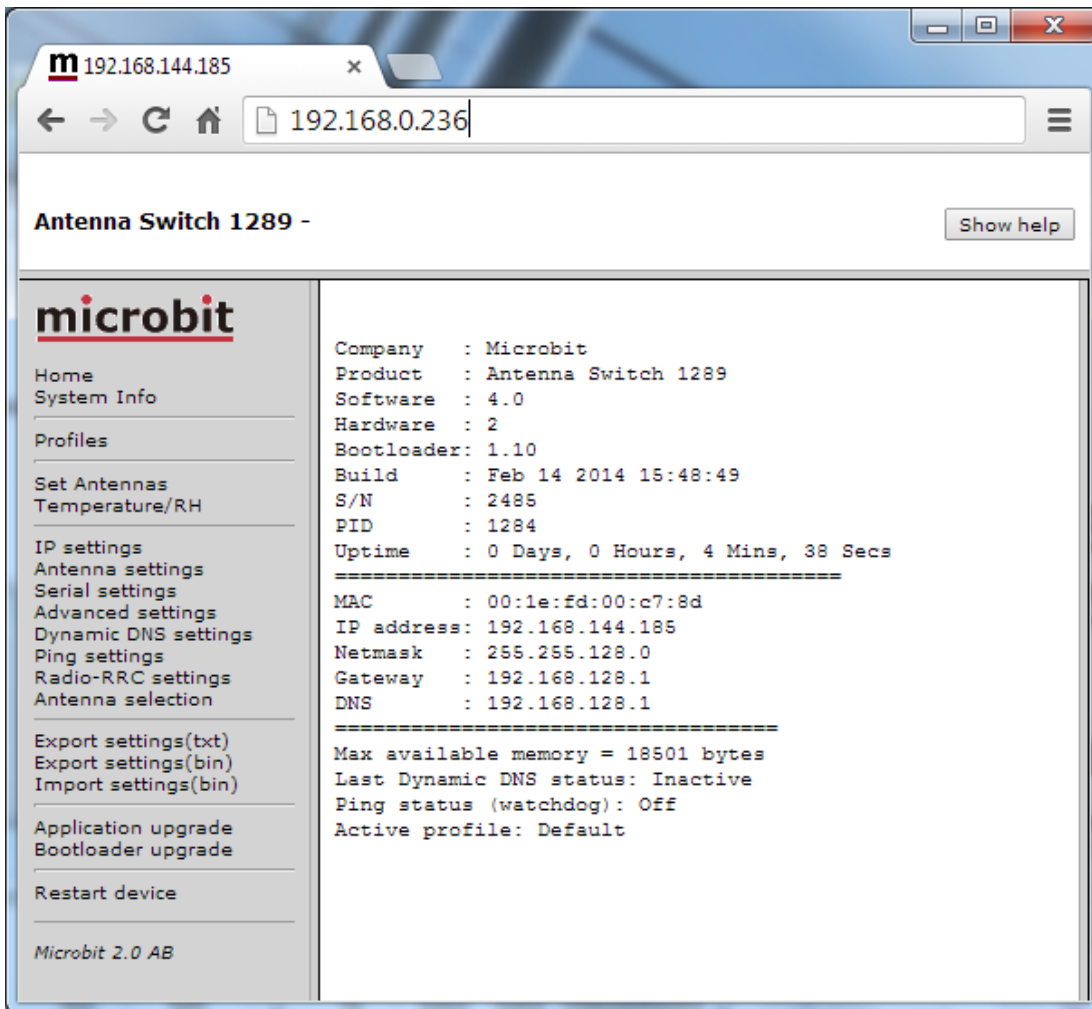 192.168.144.185
192.168.0.236
Antenna Switch 1289 -
Show help
microbit
Home
System Info
Profiles
Set Antennas
Temperature/RH
IP settings
Antenna settings
Serial settings
Advanced settings
Dynamic DNS settings
Ping settings
Radio-RRC settings
Antenna selection
Export settings(txt)
Export settings(bin)
Import settings(bin)
Application upgrade
Bootloader upgrade
Restart device
Microbit 2.0 AB
Company : Microbit
Product : Antenna Switch 1289
Software : 4.0
Hardware : 2
Bootloader: 1.10
Build : Feb 14 2014 15:48:49
S/N : 2485
PID : 1284
Uptime : 0 Days, 0 Hours, 4 Mins, 38 Secs
========================================
MAC : 00:1e:fd:00:c7:8d
IP address: 192.168.144.185
Netmask : 255.255.128.0
Gateway : 192.168.128.1
DNS : 192.168.128.1
===================================
Max available memory = 18501 bytes
Last Dynamic DNS status: Inactive
Ping status (watchdog): Off
Active profile: Default